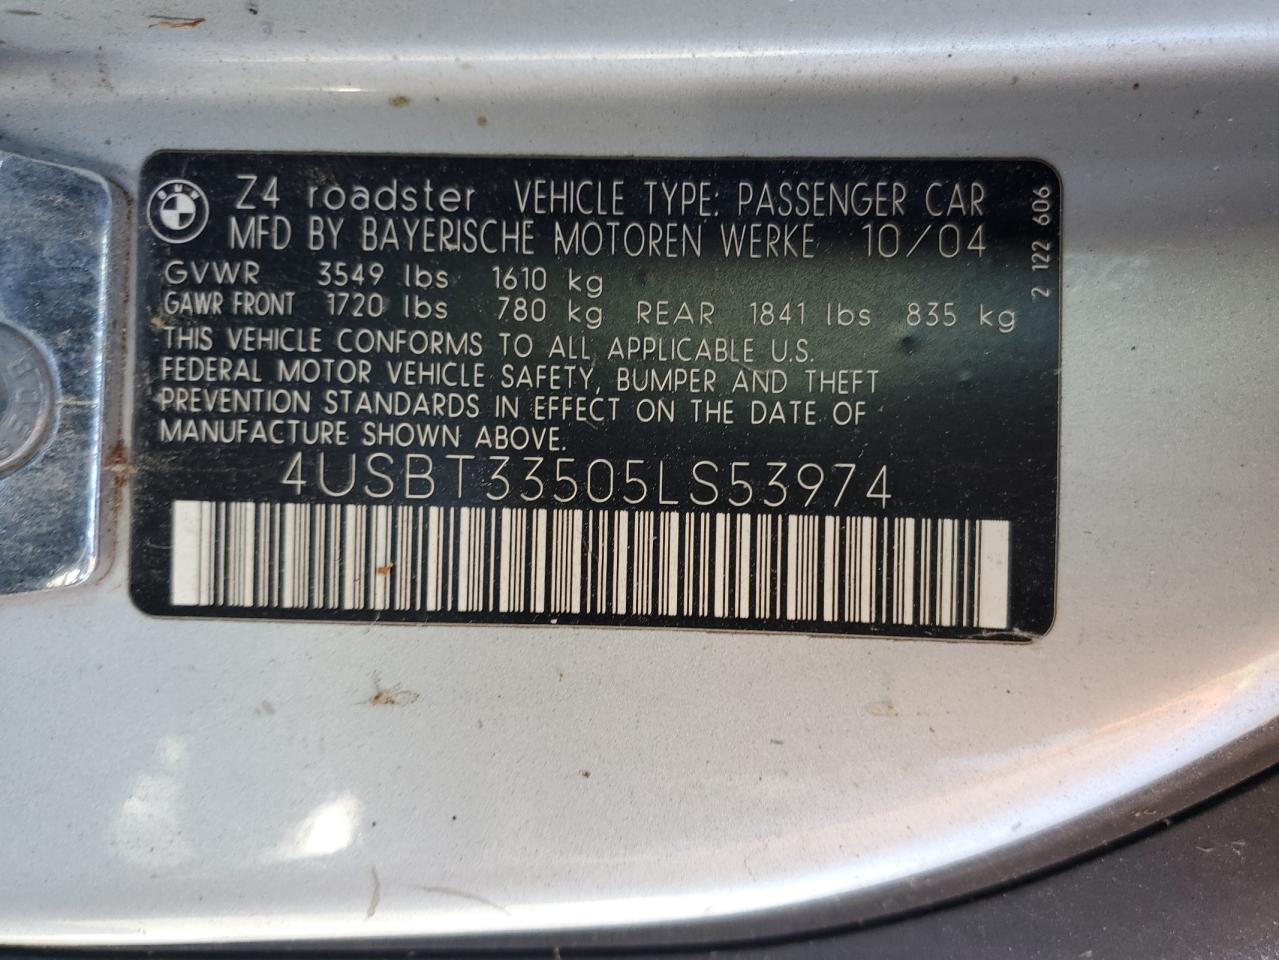 Z4 roadster VEHICLE TYPE: PASSENGER CAR
MFD BY BAYERISCHE MOTOREN WERKE 10/04
GVWR 3549 lbs 1610 kg
GAWR FRONT 1720 lbs 780 kg REAR 1841 lbs 835 kg
THIS VEHICLE CONFORMS TO ALL APPLICABLE U.S.
FEDERAL MOTOR VEHICLE SAFETY, BUMPER AND THEFT
PREVENTION STANDARDS IN EFFECT ON THE DATE OF
MANUFACTURE SHOWN ABOVE.
4USBT33505LS53974
2 122 606